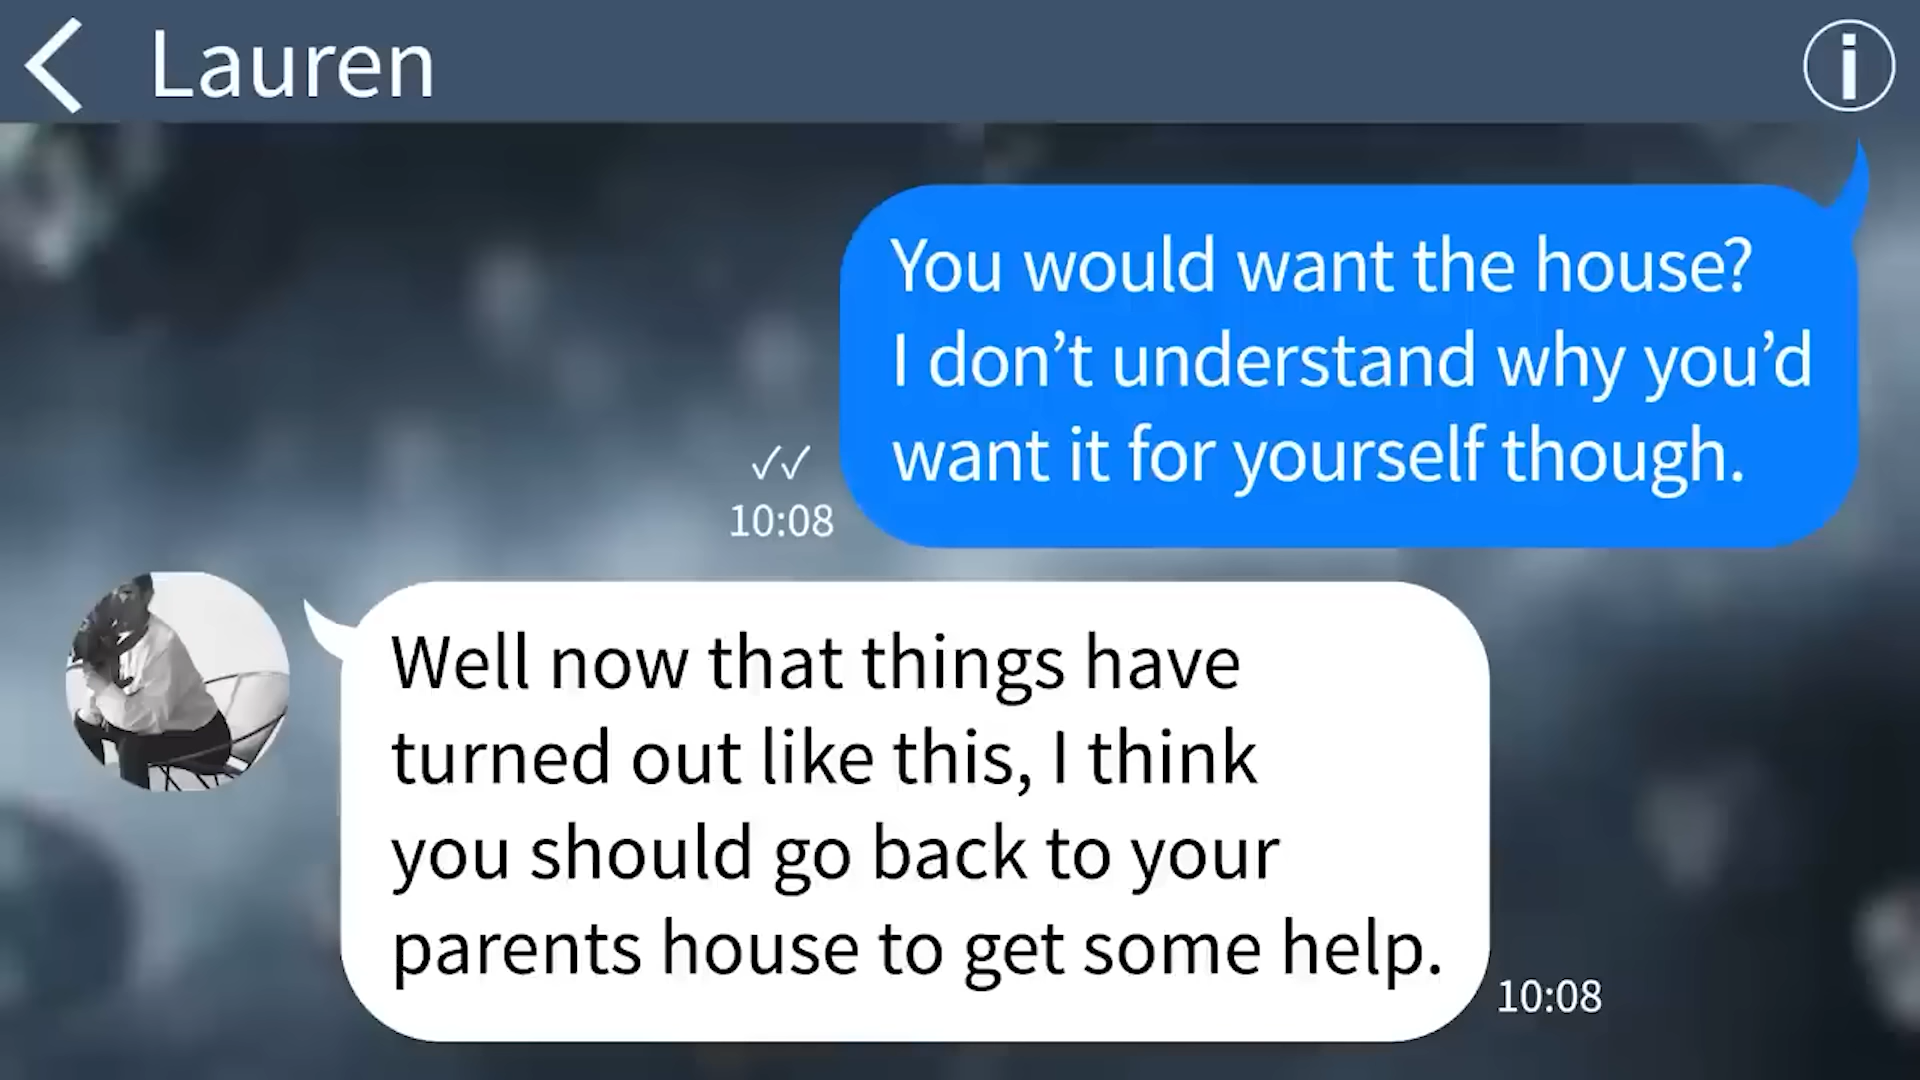 Lauren
You would want the house?
I don’t understand why you’d
want it for yourself though.
10:08
Well now that things have
turned out like this, I think
you should go back to your
parents house to get some help.
10:08